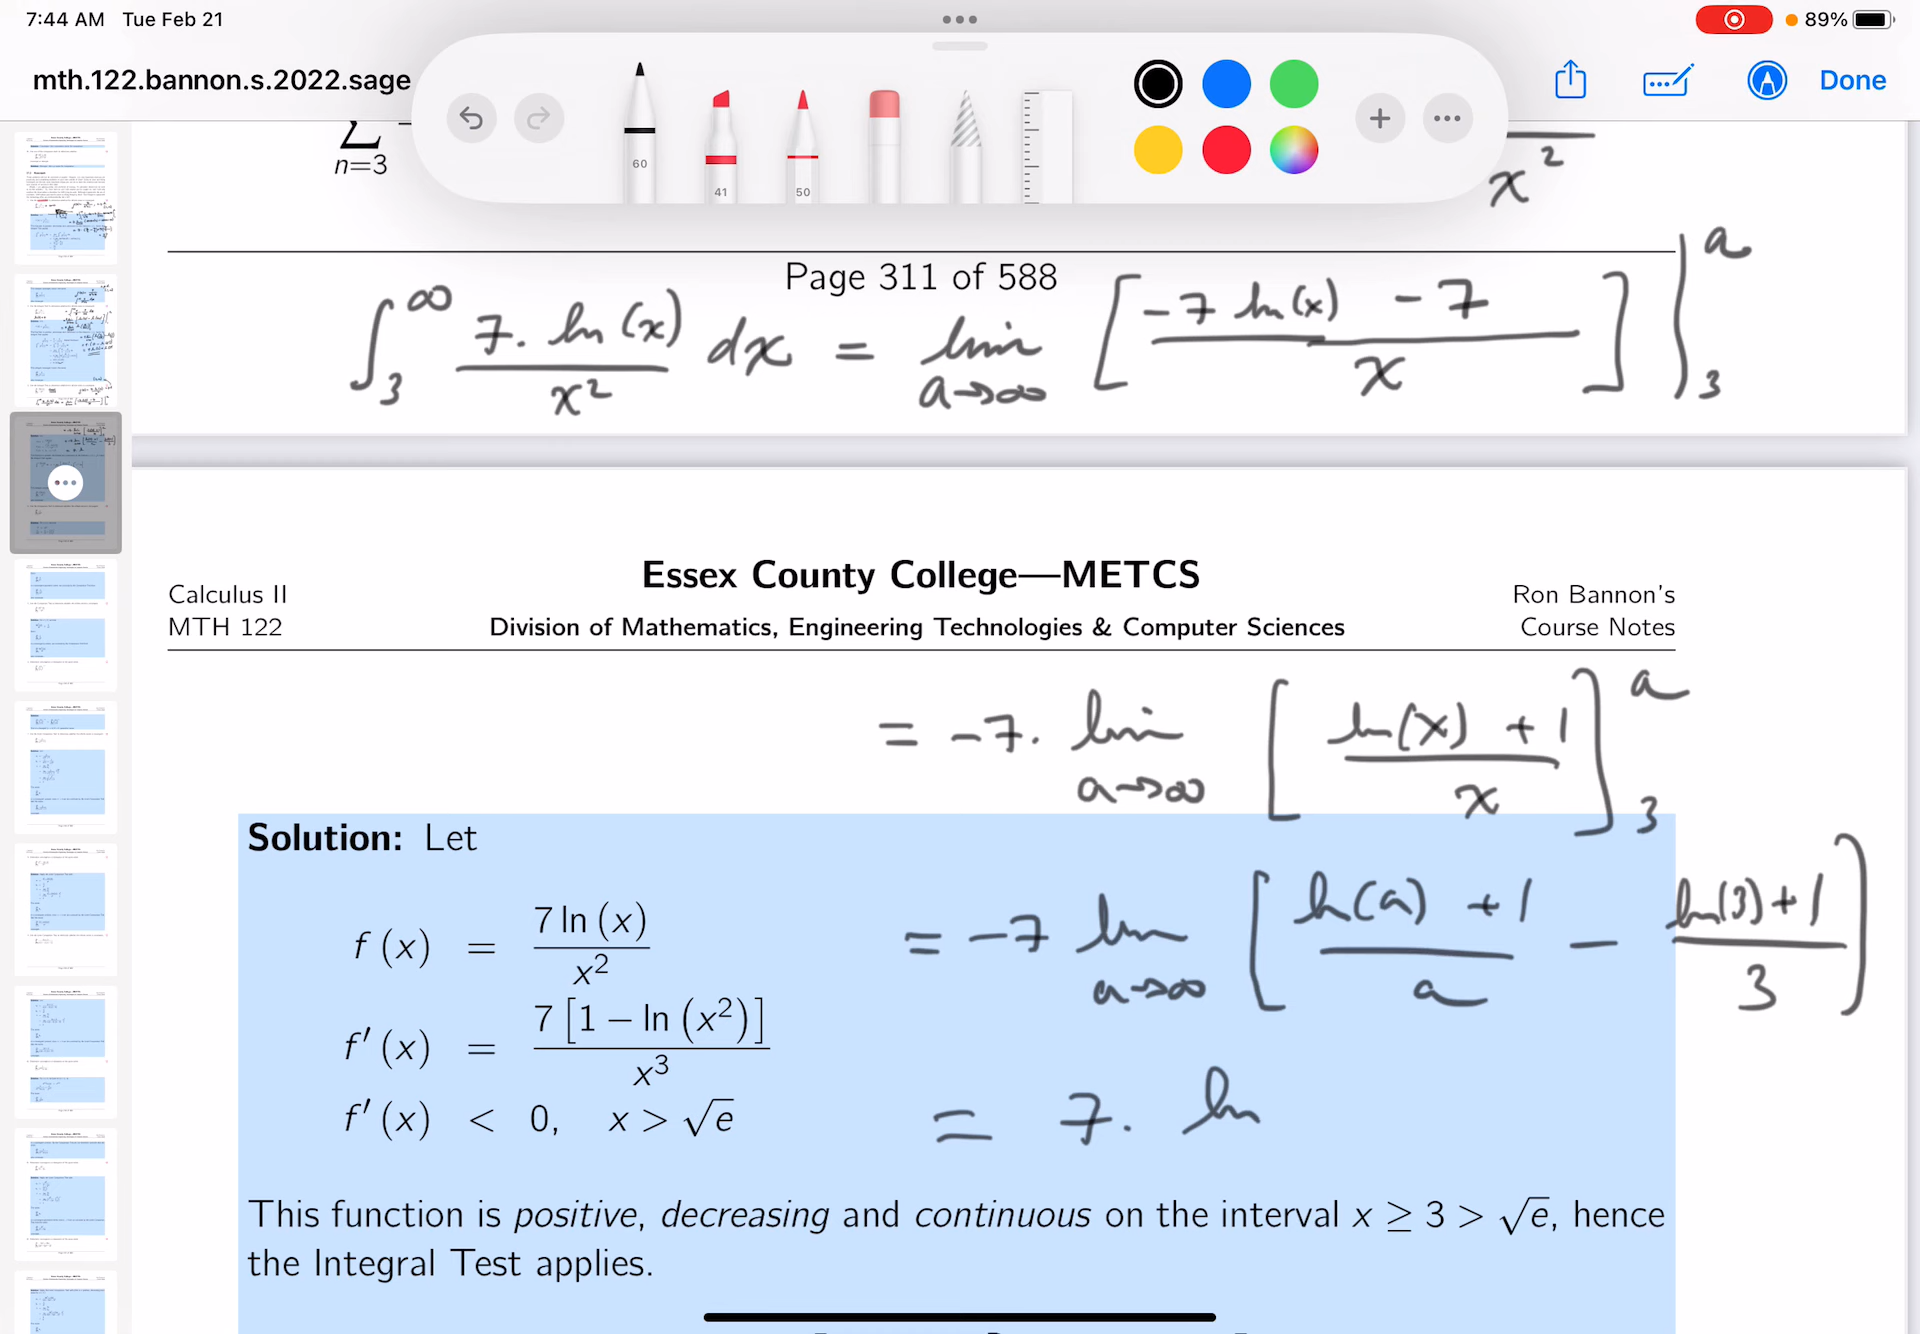 7:44 AM Tue Feb 21
89%
mth.122.bannon.s.2022.sage
Done
60
41
50
n=3
x²
Page 311 of 588
∫₃^∞ 7·ln(x)/x² dx = lim a→∞ [(-7 ln(x) - 7)/x] |₃^a
Calculus II
MTH 122
Essex County College—METCS
Division of Mathematics, Engineering Technologies & Computer Sciences
Ron Bannon's
Course Notes
= -7· lim a→∞ [(ln(x) + 1)/x]₃^a
Solution: Let
f (x) = 7 ln (x)/x²
= -7 lim a→∞ [(ln(a) + 1)/a - (ln(3) + 1)/3]
f′ (x) = 7 [1 − ln (x²)]/x³
f′ (x) < 0, x > √e
= 7.
This function is positive, decreasing and continuous on the interval x ≥ 3 > √e, hence
the Integral Test applies.